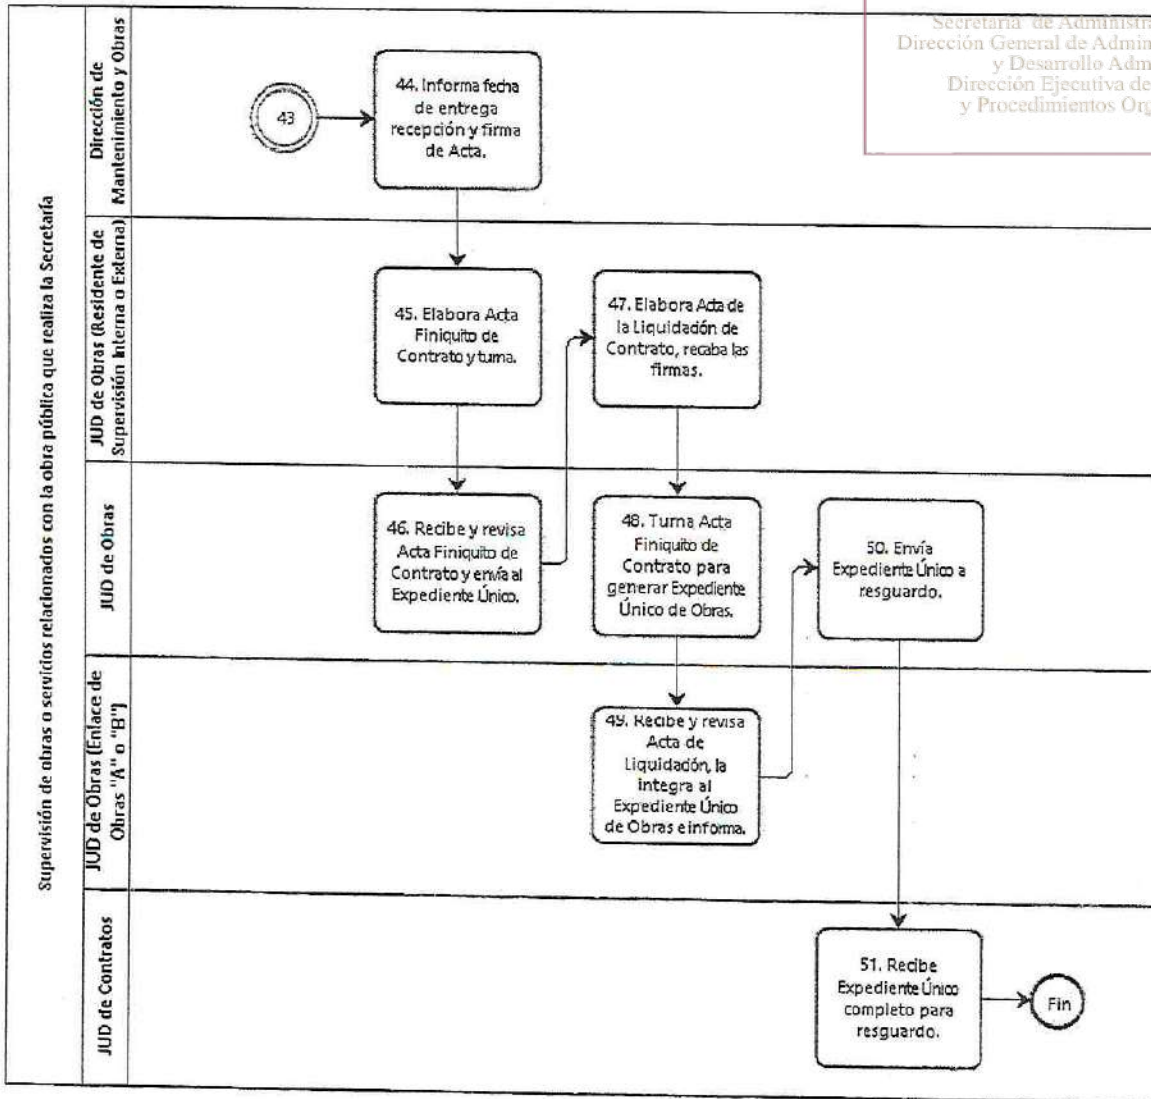 Secretaría de Administra
Dirección General de Admin
y Desarrollo Adm
Dirección Ejecutiva de
y Procedimientos Org
Supervisión de obras o servicios relacionados con la obra pública que realiza la Secretaría
Dirección de
Mantenimiento y Obras
43
44. Informa fecha
de entrega
recepción y firma
de Acta.
JUD de Obras (Residente de
Supervisión Interna o Externa)
45. Elabora Acta
Finiquito de
Contrato y turna.
47. Elabora Acta de
la Liquidación de
Contrato, recaba las
firmas.
JUD de Obras
46. Recibe y revisa
Acta Finiquito de
Contrato y envía al
Expediente Único.
48. Turna Acta
Finiquito de
Contrato para
generar Expediente
Único de Obras.
50. Envía
Expediente Único a
resguardo.
JUD de Obras (Enlace de
Obras "A" o "B")
49. Recibe y revisa
Acta de
Liquidación, la
integra al
Expediente Único
de Obras e informa.
JUD de Contratos
51. Recibe
Expediente Único
completo para
resguardo.
Fin